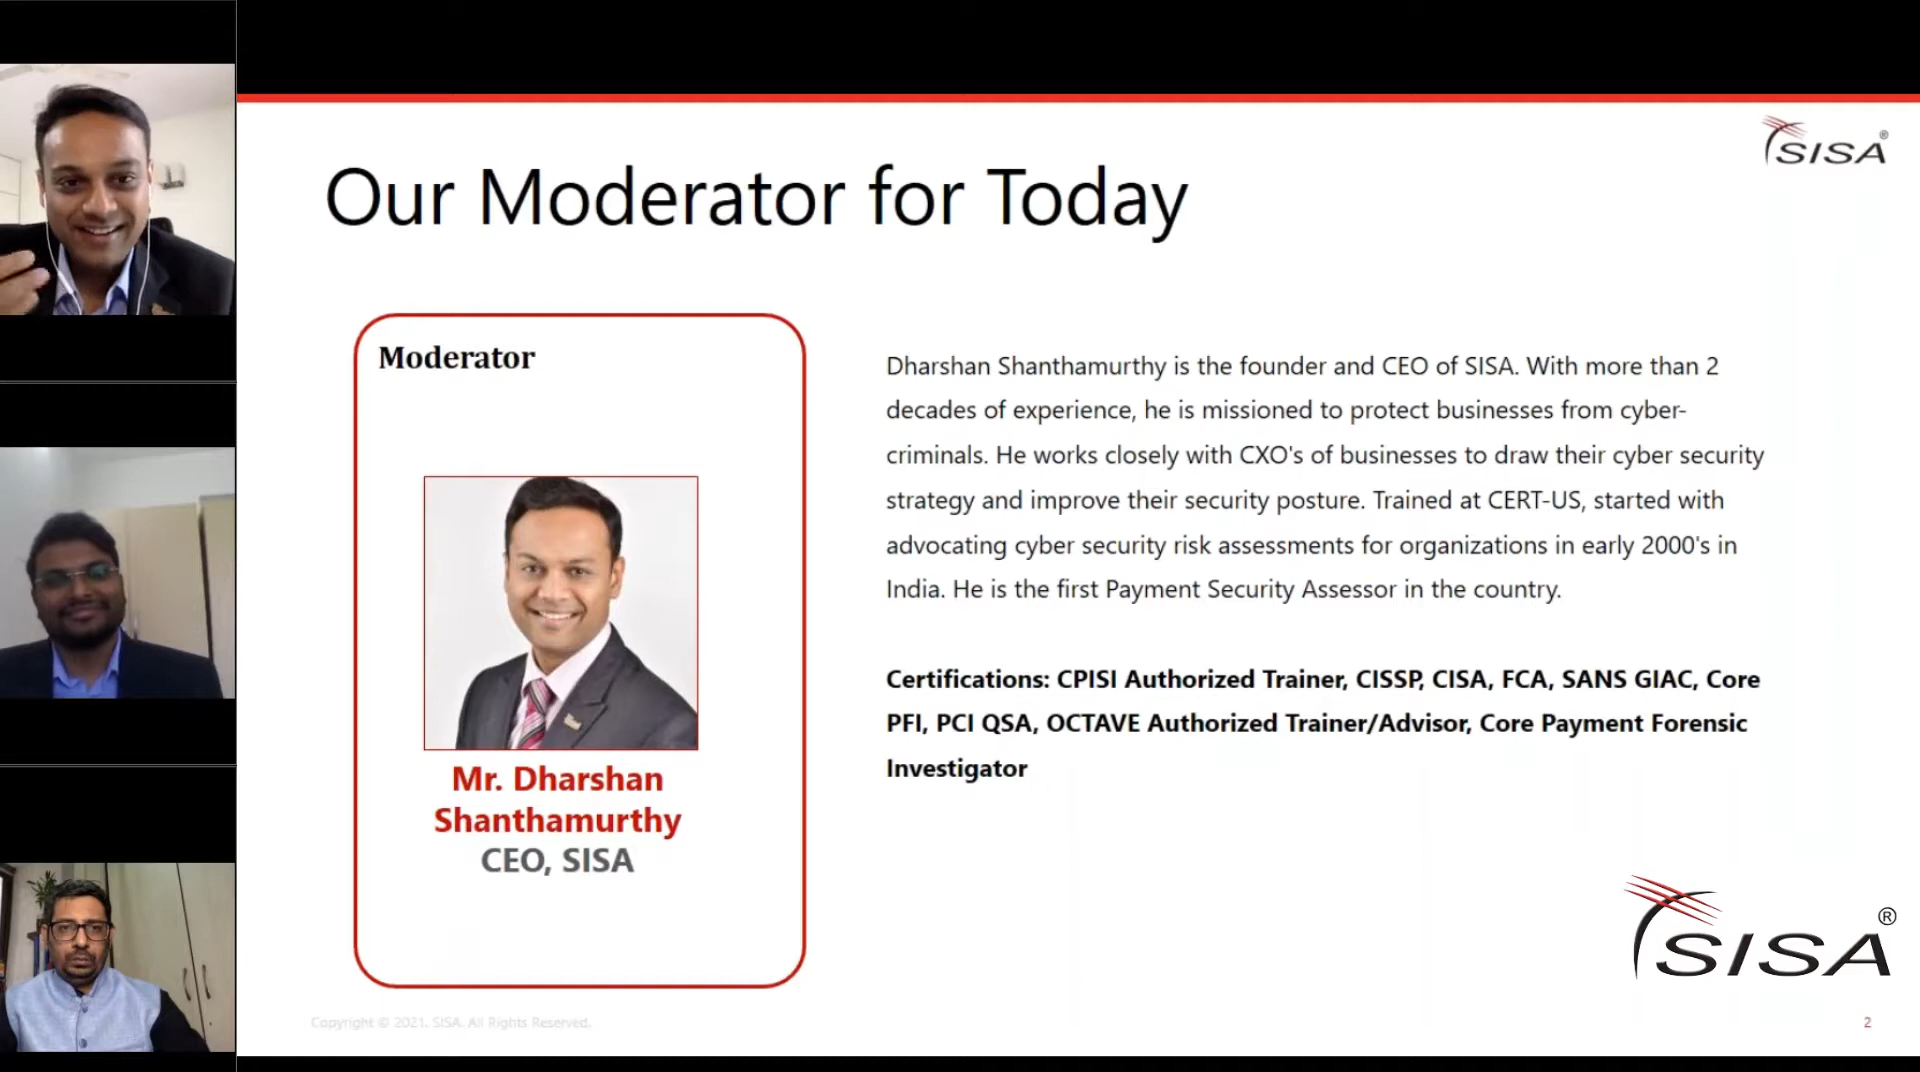 SISA®
Our Moderator for Today
Moderator
Mr. Dharshan
Shanthamurthy
CEO, SISA
Dharshan Shanthamurthy is the founder and CEO of SISA. With more than 2
decades of experience, he is missioned to protect businesses from cyber-
criminals. He works closely with CXO's of businesses to draw their cyber security
strategy and improve their security posture. Trained at CERT-US, started with
advocating cyber security risk assessments for organizations in early 2000's in
India. He is the first Payment Security Assessor in the country.
Certifications: CPISI Authorized Trainer, CISSP, CISA, FCA, SANS GIAC, Core
PFI, PCI QSA, OCTAVE Authorized Trainer/Advisor, Core Payment Forensic
Investigator
SISA®
Copyright © 2021. SISA. All Rights Reserved.
2